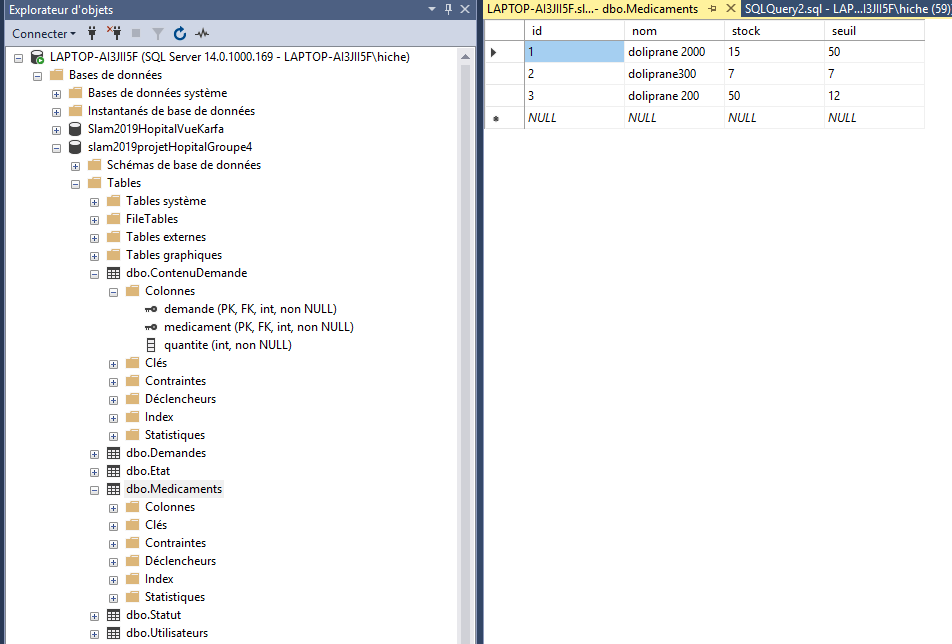 Explorateur d'objets
Connecter
LAPTOP-AI3JII5F (SQL Server 14.0.1000.169 - LAPTOP-AI3JII5F\hiche)
Bases de données
Bases de données système
Instantanés de base de données
Slam2019HopitalVueKarfa
slam2019projetHopitalGroupe4
Schémas de base de données
Tables
Tables système
FileTables
Tables externes
Tables graphiques
dbo.ContenuDemande
Colonnes
demande (PK, FK, int, non NULL)
medicament (PK, FK, int, non NULL)
quantite (int, non NULL)
Clés
Contraintes
Déclencheurs
Index
Statistiques
dbo.Demandes
dbo.Etat
dbo.Medicaments
Colonnes
Clés
Contraintes
Déclencheurs
Index
Statistiques
dbo.Statut
dbo.Utilisateurs
LAPTOP-AI3JII5F.sl...- dbo.Medicaments SQLQuery2.sql - LAP...I3JII5F\hiche (59)
id nom stock seuil
1 doliprane 2000 15 50
2 doliprane300 7 7
3 doliprane 200 50 12
NULL NULL NULL NULL